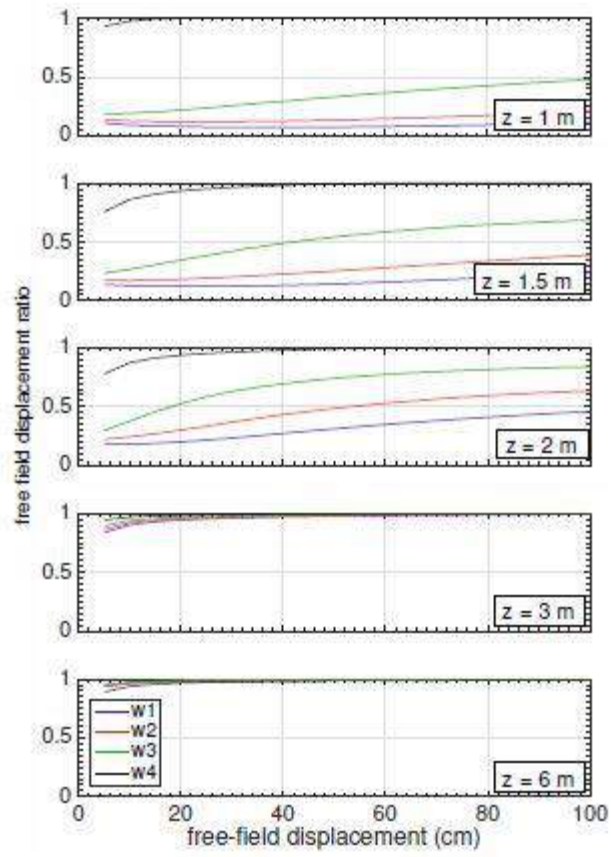 1
0.5
0
z = 1 m
1
0.5
0
z = 1.5 m
1
0.5
0
z = 2 m
free field displacement ratio
1
0.5
0
z = 3 m
1
0.5
0
w1
w2
w3
w4
z = 6 m
0 20 40 60 80 100
free-field displacement (cm)